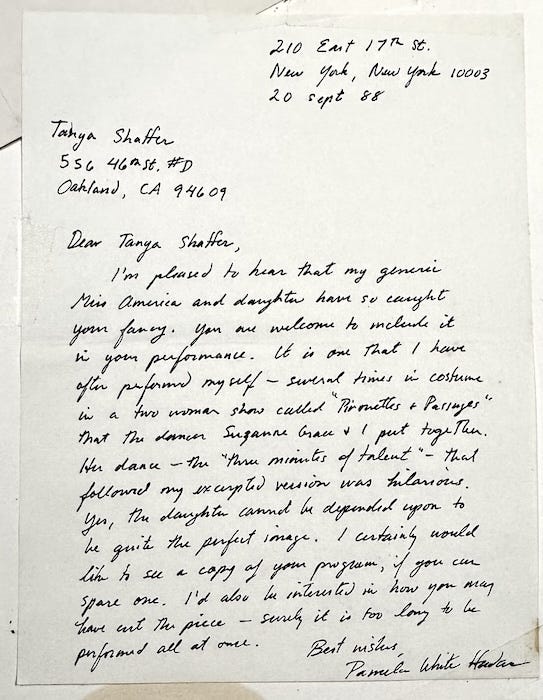 210 East 17th St.
New York, New York 10003
20 Sept 88
Tanya Shaffer
556 46th St. #D
Oakland, CA 94609
Dear Tanya Shaffer,
I'm pleased to hear that my generic
Miss America and daughter have so caught
your fancy. You are welcome to include it
in your performance. It is one that I have
often performed myself – several times in costume
in a two woman show called "Pirouettes + Passages"
that the dancer Suzanne Grace & I put together.
Her dance – the "three minutes of talent" – that
followed my excerpted version was hilarious.
Yes, the daughter cannot be depended upon to
be quite the perfect image. I certainly would
like to see a copy of your program, if you can
spare one. I'd also be interested in how you may
have cut the piece – surely it is too long to be
performed all at once.
Best wishes,
Pamela White Hadas